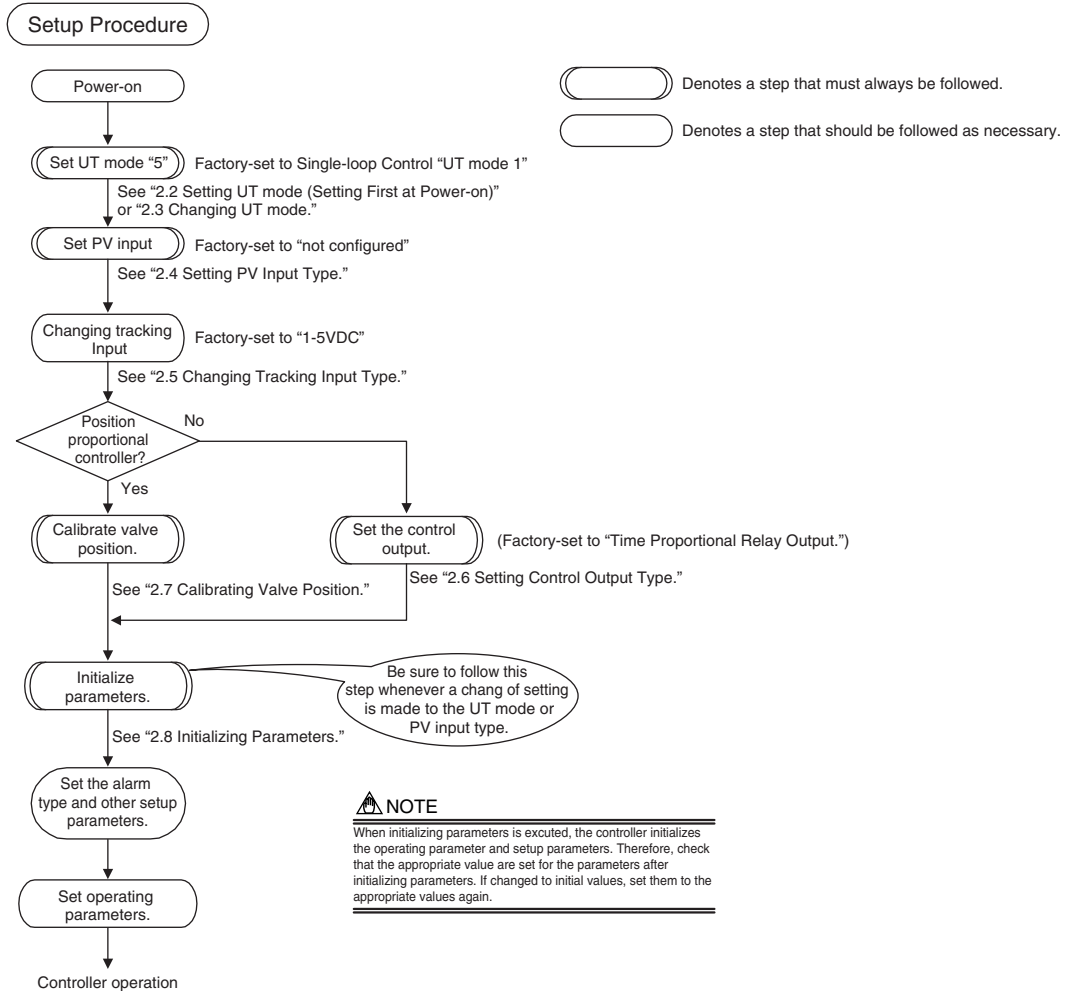 Setup Procedure
Power-on
Denotes a step that must always be followed.
Denotes a step that should be followed as necessary.
Set UT mode “5”
Factory-set to Single-loop Control “UT mode 1”
See “2.2 Setting UT mode (Setting First at Power-on)”
or “2.3 Changing UT mode.”
Set PV input
Factory-set to “not configured”
See “2.4 Setting PV Input Type.”
Changing tracking
Input
Factory-set to “1-5VDC”
See “2.5 Changing Tracking Input Type.”
Position
proportional
controller?
No
Yes
Calibrate valve
position.
Set the control
output.
(Factory-set to “Time Proportional Relay Output.”)
See “2.7 Calibrating Valve Position.”
See “2.6 Setting Control Output Type.”
Initialize
parameters.
Be sure to follow this
step whenever a chang of setting
is made to the UT mode or
PV input type.
See “2.8 Initializing Parameters.”
Set the alarm
type and other setup
parameters.
NOTE
When initializing parameters is excuted, the controller initializes
the operating parameter and setup parameters. Therefore, check
that the appropriate value are set for the parameters after
initializing parameters. If changed to initial values, set them to the
appropriate values again.
Set operating
parameters.
Controller operation